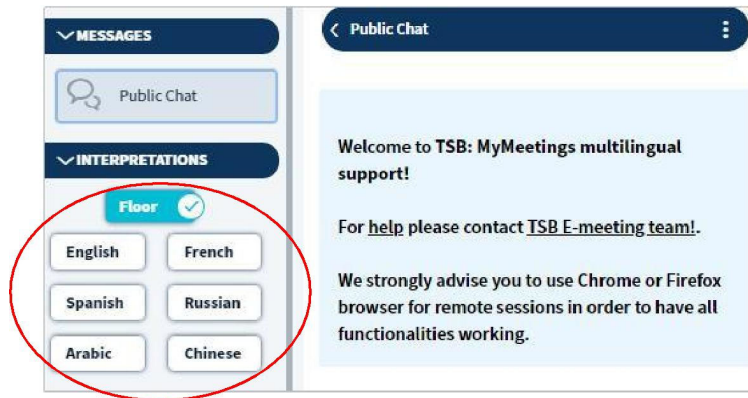 MESSAGES
Public Chat
INTERPRETATIONS
Floor
English French
Spanish Russian
Arabic Chinese
Public Chat
Welcome to TSB: MyMeetings multilingual
support!
For help please contact TSB E-meeting team!.
We strongly advise you to use Chrome or Firefox
browser for remote sessions in order to have all
functionalities working.